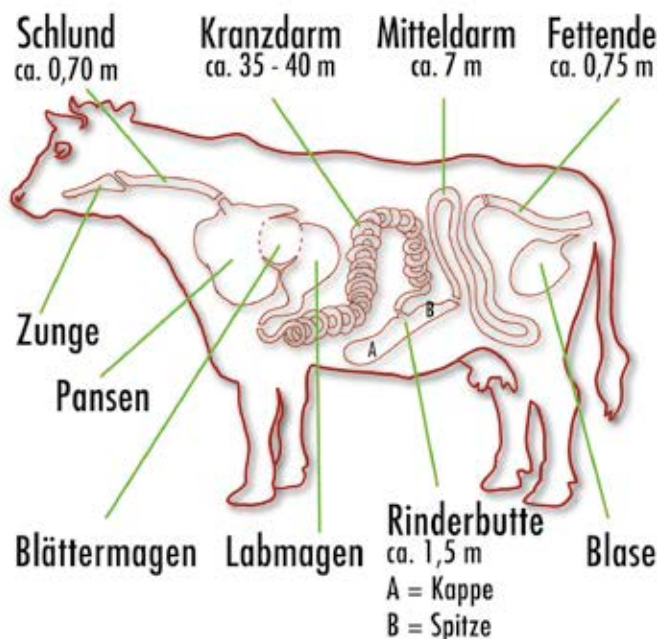 Schlund
ca. 0,70 m
Kranzdarm
ca. 35 - 40 m
Mitteldarm
ca. 7 m
Fettende
ca. 0,75 m
B
A
Zunge
Pansen
Blättermagen
Labmagen
Rinderbutte
ca. 1,5 m
A = Kappe
B = Spitze
Blase